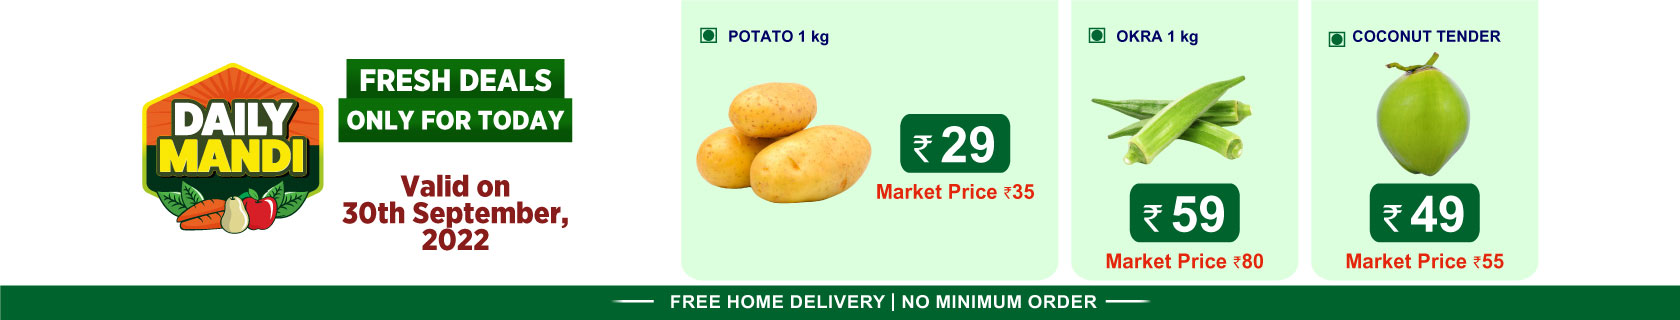 DAILY
MANDI
FRESH DEALS
ONLY FOR TODAY
Valid on
30th September,
2022
POTATO 1 kg
₹ 29
Market Price ₹35
OKRA 1 kg
₹ 59
Market Price ₹80
COCONUT TENDER
₹ 49
Market Price ₹55
FREE HOME DELIVERY | NO MINIMUM ORDER